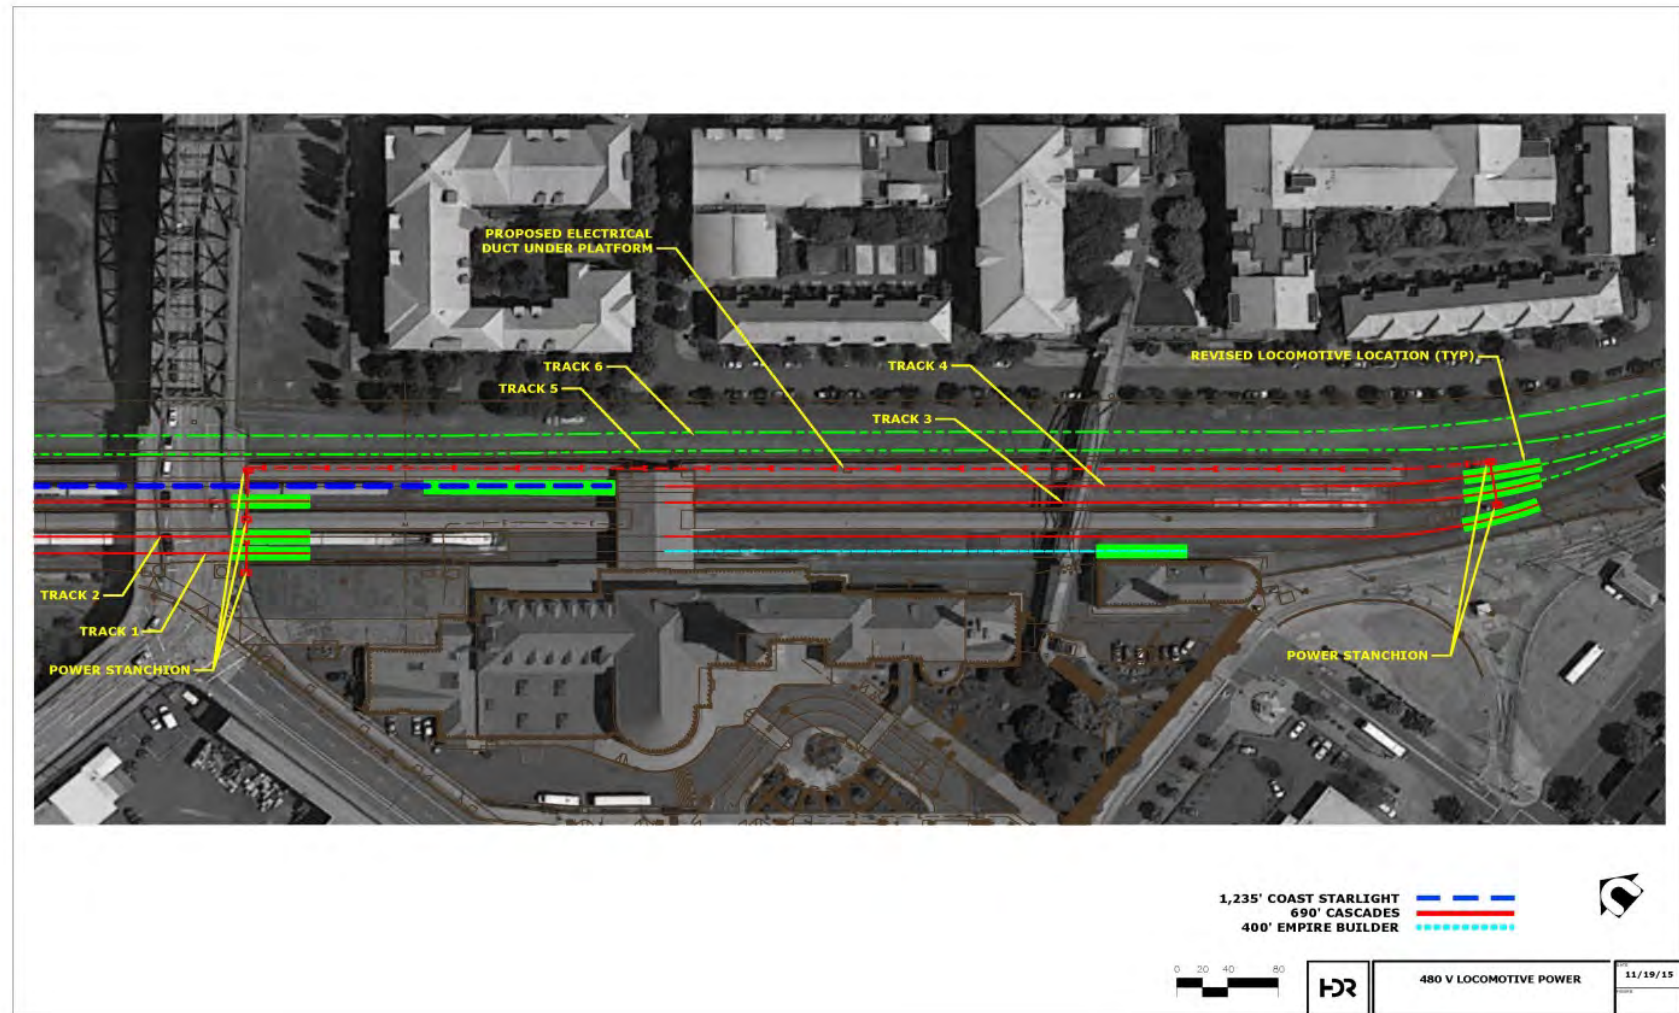 PROPOSED ELECTRICAL
DUCT UNDER PLATFORM
TRACK 6
TRACK 5
TRACK 4
TRACK 3
REVISED LOCOMOTIVE LOCATION (TYP)
TRACK 2
TRACK 1
POWER STANCHION
POWER STANCHION
1,235' COAST STARLIGHT
690' CASCADES
400' EMPIRE BUILDER
0 20 40 80
HDR
480 V LOCOMOTIVE POWER
DATE
11/19/15